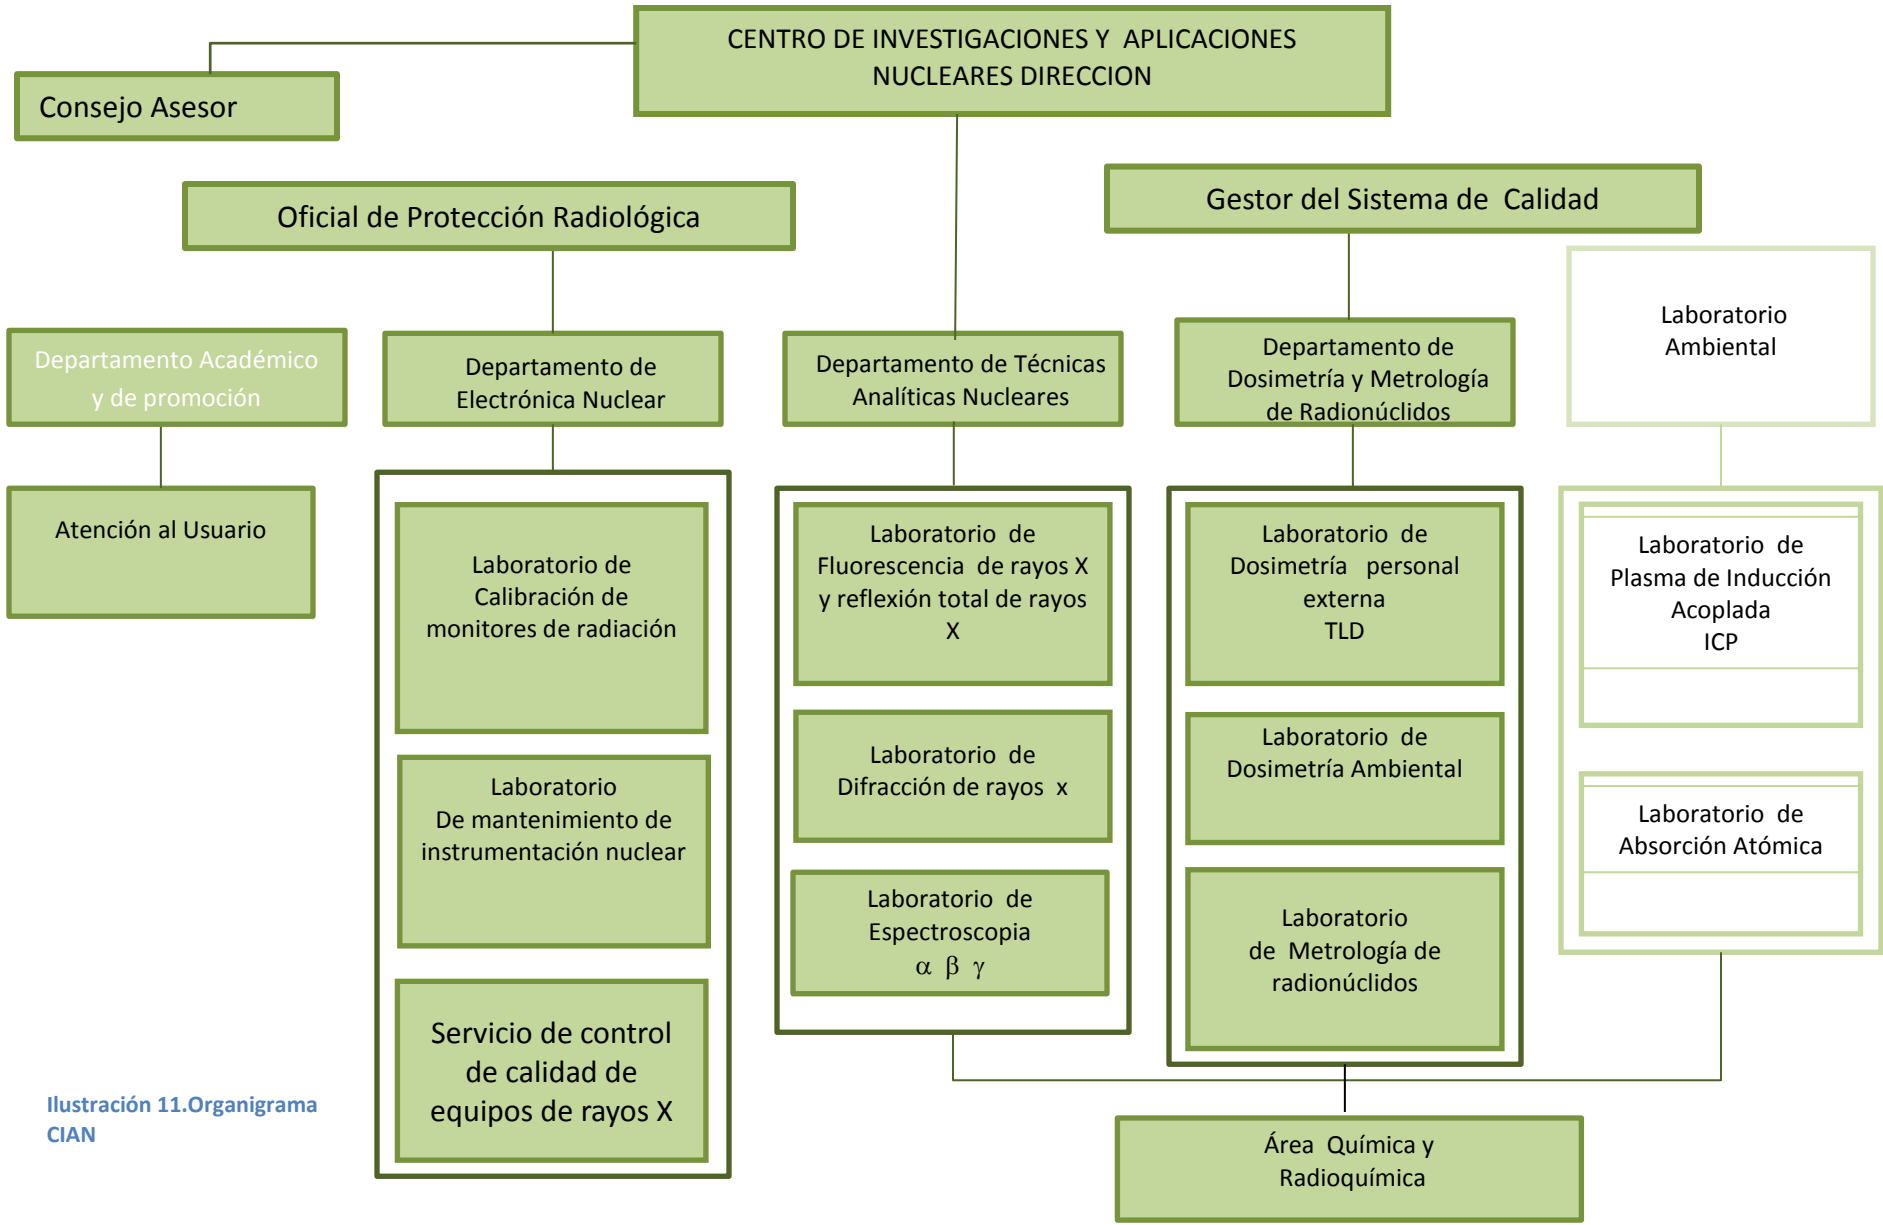 CENTRO DE INVESTIGACIONES Y APLICACIONES
NUCLEARES DIRECCION
Consejo Asesor
Oficial de Protección Radiológica
Gestor del Sistema de Calidad
Departamento Académico
y de promoción
Departamento de
Electrónica Nuclear
Departamento de Técnicas
Analíticas Nucleares
Departamento de
Dosimetría y Metrología
de Radionúclidos
Laboratorio
Ambiental
Atención al Usuario
Laboratorio de
Calibración de
monitores de radiación
Laboratorio
De mantenimiento de
instrumentación nuclear
Servicio de control
de calidad de
equipos de rayos X
Laboratorio de
Fluorescencia de rayos X
y reflexión total de rayos
X
Laboratorio de
Difracción de rayos x
Laboratorio de
Espectroscopia
α β γ
Laboratorio de
Dosimetría personal
externa
TLD
Laboratorio de
Dosimetría Ambiental
Laboratorio
de Metrología de
radionúclidos
Laboratorio de
Plasma de Inducción
Acoplada
ICP
Laboratorio de
Absorción Atómica
Área Química y
Radioquímica
Ilustración 11.Organigrama
CIAN